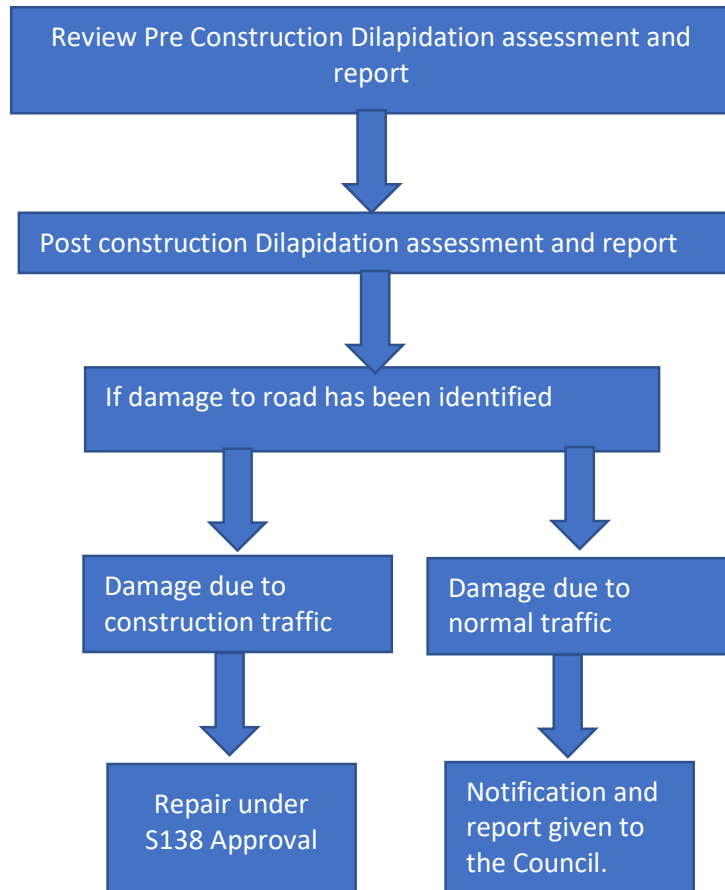 Review Pre Construction Dilapidation assessment and
report
Post construction Dilapidation assessment and report
If damage to road has been identified
Damage due to
construction traffic
Damage due to
normal traffic
Repair under
S138 Approval
Notification and
report given to
the Council.